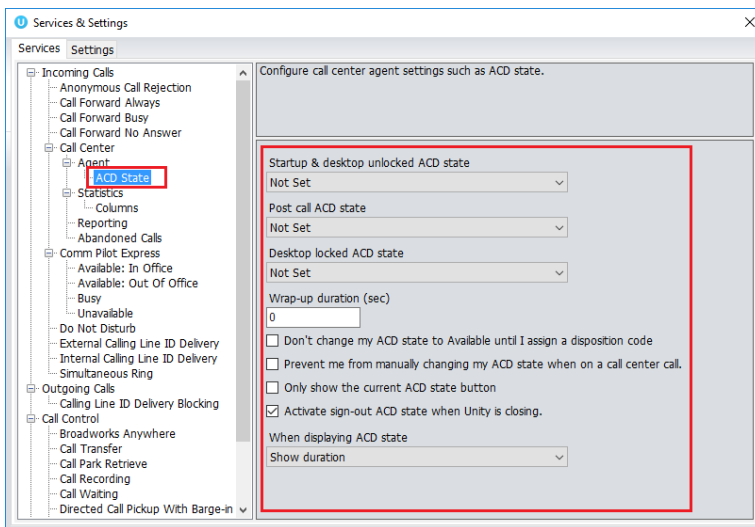 Services & Settings
Services Settings
Incoming Calls
Anonymous Call Rejection
Call Forward Always
Call Forward Busy
Call Forward No Answer
Call Center
Agent
ACD State
Statistics
Columns
Reporting
Abandoned Calls
Comm Pilot Express
Available: In Office
Available: Out Of Office
Busy
Unavailable
Do Not Disturb
External Calling Line ID Delivery
Internal Calling Line ID Delivery
Simultaneous Ring
Outgoing Calls
Calling Line ID Delivery Blocking
Call Control
Broadworks Anywhere
Call Transfer
Call Park Retrieve
Call Recording
Call Waiting
Directed Call Pickup With Barge-in
Configure call center agent settings such as ACD state.
Startup & desktop unlocked ACD state
Not Set
Post call ACD state
Not Set
Desktop locked ACD state
Not Set
Wrap-up duration (sec)
0
Don't change my ACD state to Available until I assign a disposition code
Prevent me from manually changing my ACD state when on a call center call.
Only show the current ACD state button
Activate sign-out ACD state when Unity is closing.
When displaying ACD state
Show duration